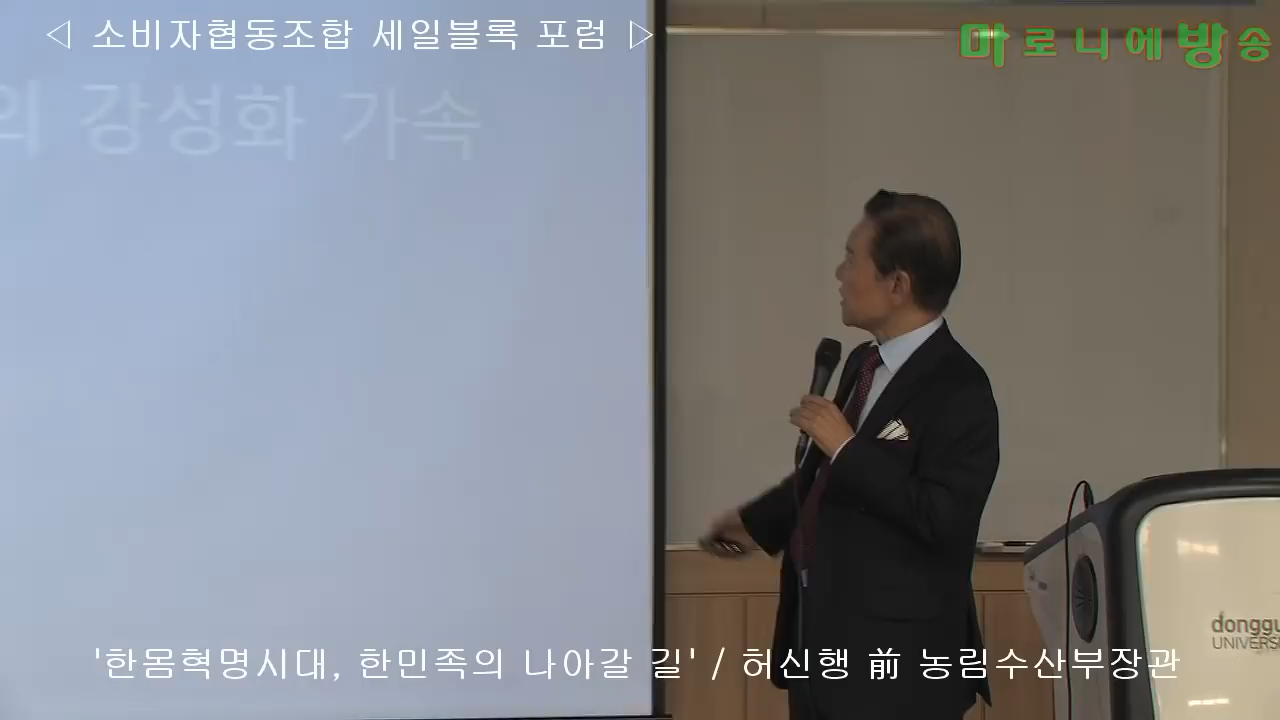 ◁ 소비자협동조합 세일블록 포럼 ▷
마로니에방송
의 강성화 가속
donggu
UNIVERS
'한몸혁명시대, 한민족의 나아갈 길' / 허신행 前 농림수산부장관